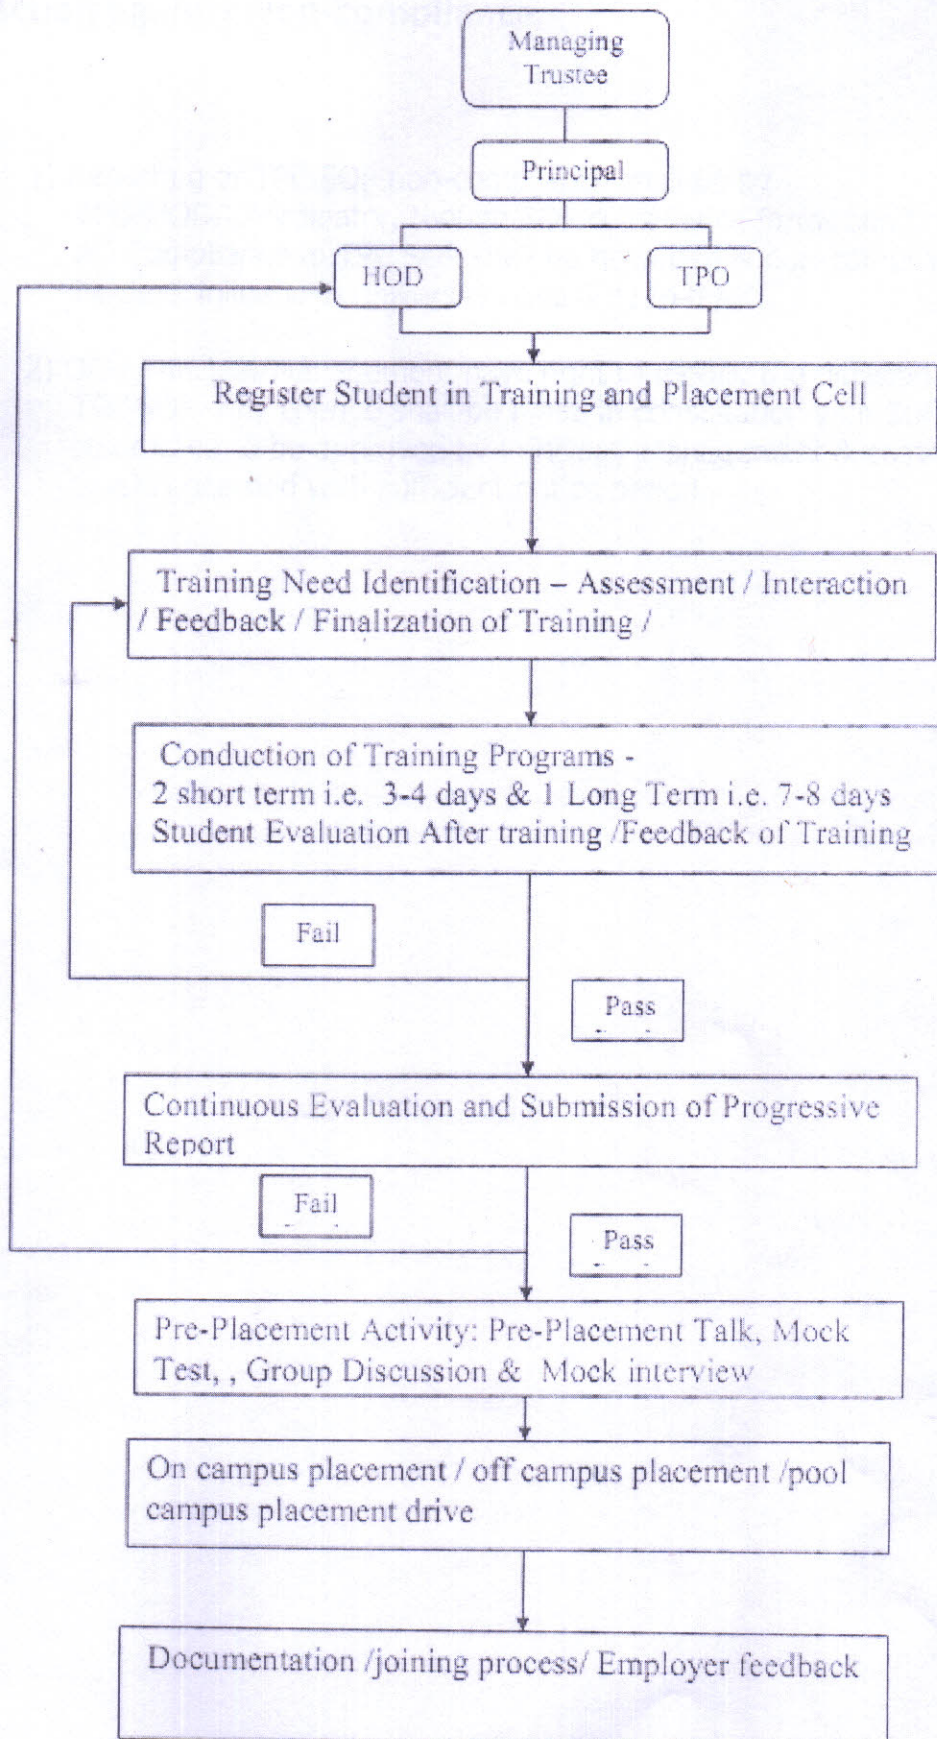 Managing
Trustee
Principal
HOD
TPO
Register Student in Training and Placement Cell
Training Need Identification – Assessment / Interaction
/ Feedback / Finalization of Training /
Conduction of Training Programs -
2 short term i.e. 3-4 days & 1 Long Term i.e. 7-8 days
Student Evaluation After training /Feedback of Training
Fail
Pass
Continuous Evaluation and Submission of Progressive
Report
Fail
Pass
Pre-Placement Activity: Pre-Placement Talk, Mock
Test, , Group Discussion & Mock interview
On campus placement / off campus placement /pool
campus placement drive
Documentation /joining process/ Employer feedback